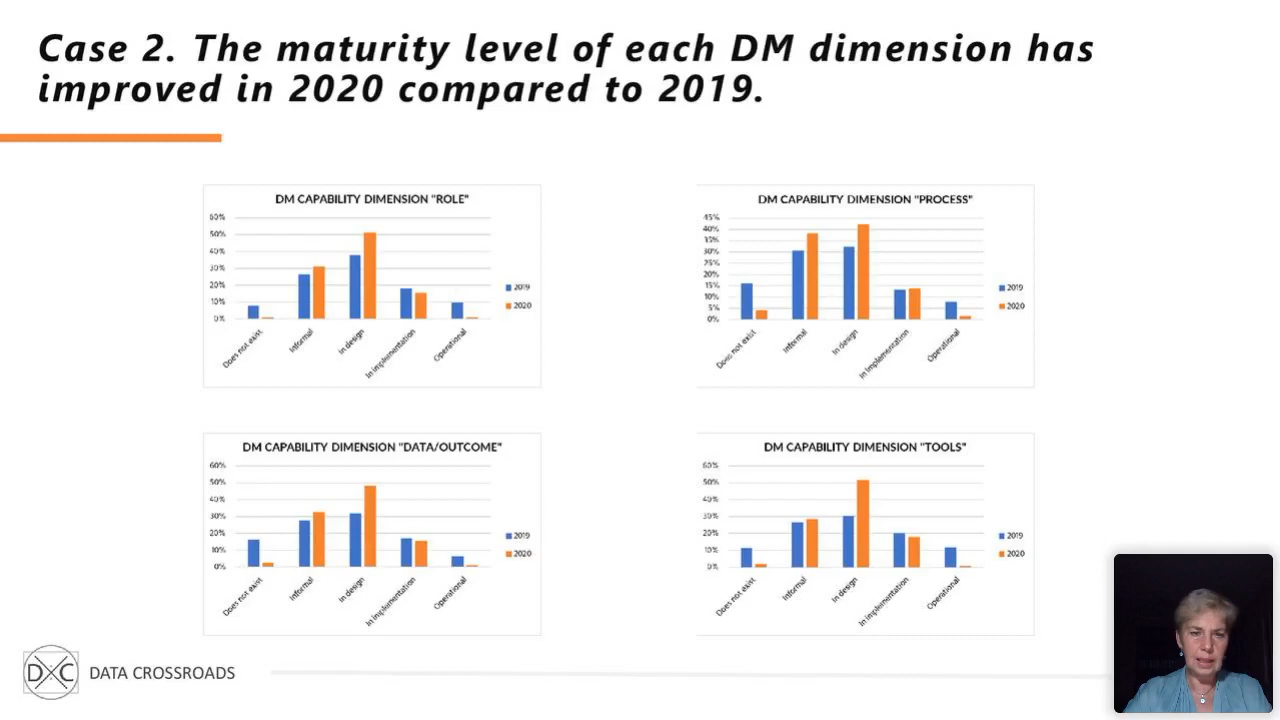 Case 2. The maturity level of each DM dimension has
improved in 2020 compared to 2019.
DM CAPABILITY DIMENSION "ROLE"
60%
50%
40%
30%
20%
10%
0%
Does not exist
Informal
In design
In implementation
Operational
2019
2020
DM CAPABILITY DIMENSION "PROCESS"
45%
40%
35%
30%
25%
20%
15%
10%
5%
0%
Does not exist
Informal
In design
In implementation
Operational
2019
2020
DM CAPABILITY DIMENSION "DATA/OUTCOME"
60%
50%
40%
30%
20%
10%
0%
Does not exist
Informal
In design
In implementation
Operational
2019
2020
DM CAPABILITY DIMENSION "TOOLS"
60%
50%
40%
30%
20%
10%
0%
Does not exist
Informal
In design
In implementation
Operational
2019
2020
DXC DATA CROSSROADS